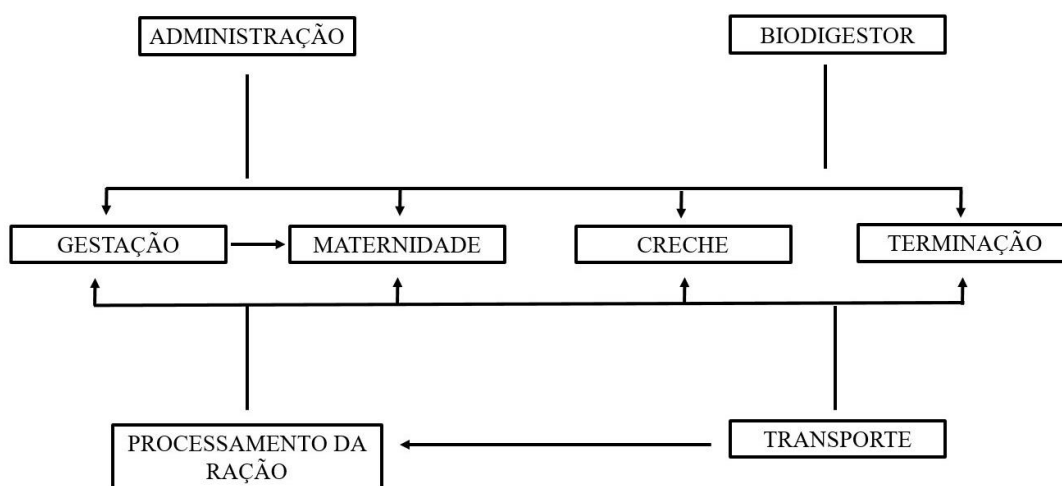 ADMINISTRAÇÃO
BIODIGESTOR
GESTAÇÃO
MATERNIDADE
CRECHE
TERMINAÇÃO
PROCESSAMENTO DA
RAÇÃO
TRANSPORTE